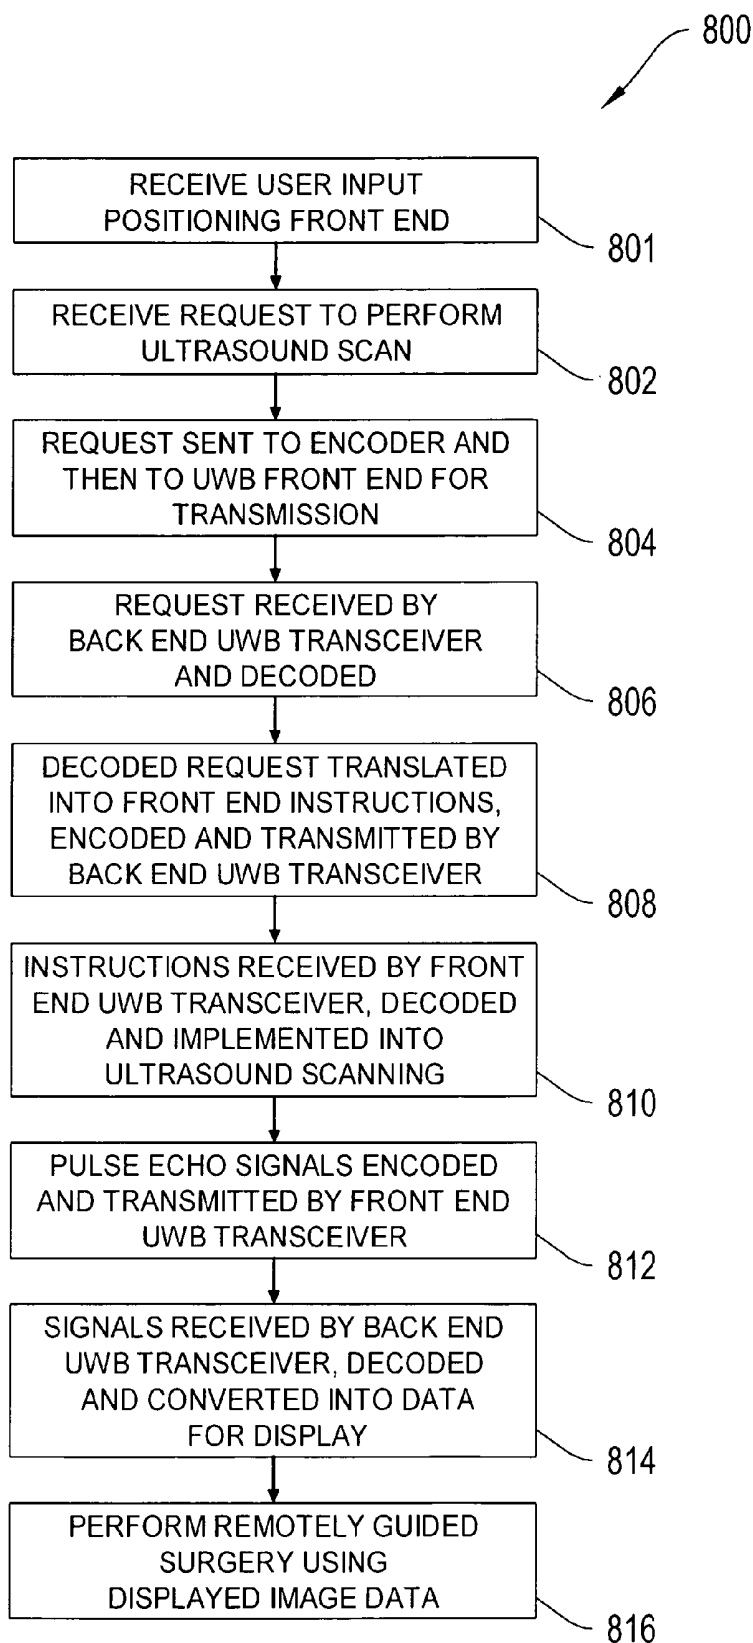 800
RECEIVE USER INPUT
POSITIONING FRONT END
801
RECEIVE REQUEST TO PERFORM
ULTRASOUND SCAN
802
REQUEST SENT TO ENCODER AND
THEN TO UWB FRONT END FOR
TRANSMISSION
804
REQUEST RECEIVED BY
BACK END UWB TRANSCEIVER
AND DECODED
806
DECODED REQUEST TRANSLATED
INTO FRONT END INSTRUCTIONS,
ENCODED AND TRANSMITTED BY
BACK END UWB TRANSCEIVER
808
INSTRUCTIONS RECEIVED BY FRONT
END UWB TRANSCEIVER, DECODED
AND IMPLEMENTED INTO
ULTRASOUND SCANNING
810
PULSE ECHO SIGNALS ENCODED
AND TRANSMITTED BY FRONT END
UWB TRANSCEIVER
812
SIGNALS RECEIVED BY BACK END
UWB TRANSCEIVER, DECODED
AND CONVERTED INTO DATA
FOR DISPLAY
814
PERFORM REMOTELY GUIDED
SURGERY USING
DISPLAYED IMAGE DATA
816